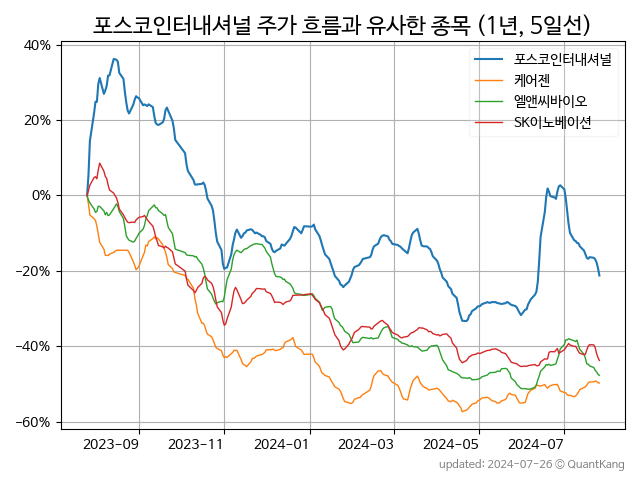 포스코인터내셔널 주가 흐름과 유사한 종목 (1년, 5일선)
40%
20%
0%
−20%
−40%
−60%
포스코인터내셔널
케어젠
엘앤씨바이오
SK이노베이션
2023-09 2023-11 2024-01 2024-03 2024-05 2024-07
updated: 2024-07-26 © QuantKang